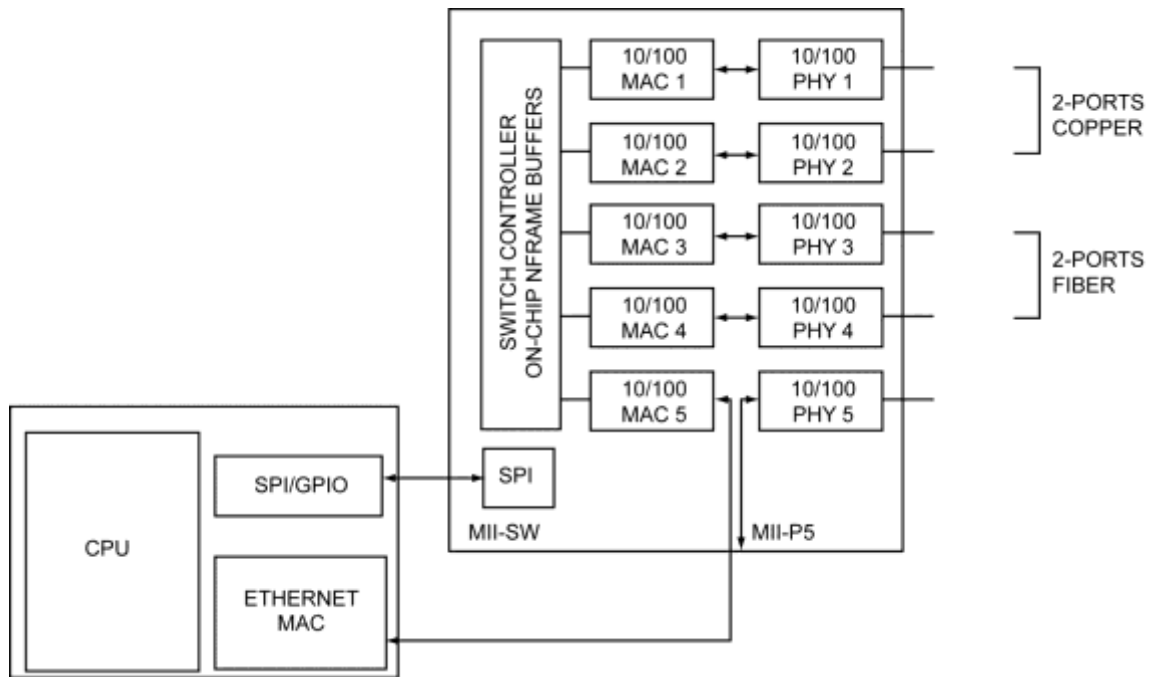 SWITCH CONTROLLER
ON-CHIP NFRAME BUFFERS
10/100
MAC 1
10/100
PHY 1
10/100
MAC 2
10/100
PHY 2
10/100
MAC 3
10/100
PHY 3
10/100
MAC 4
10/100
PHY 4
10/100
MAC 5
10/100
PHY 5
2-PORTS
COPPER
2-PORTS
FIBER
SPI
MII-SW
MII-P5
CPU
SPI/GPIO
ETHERNET
MAC